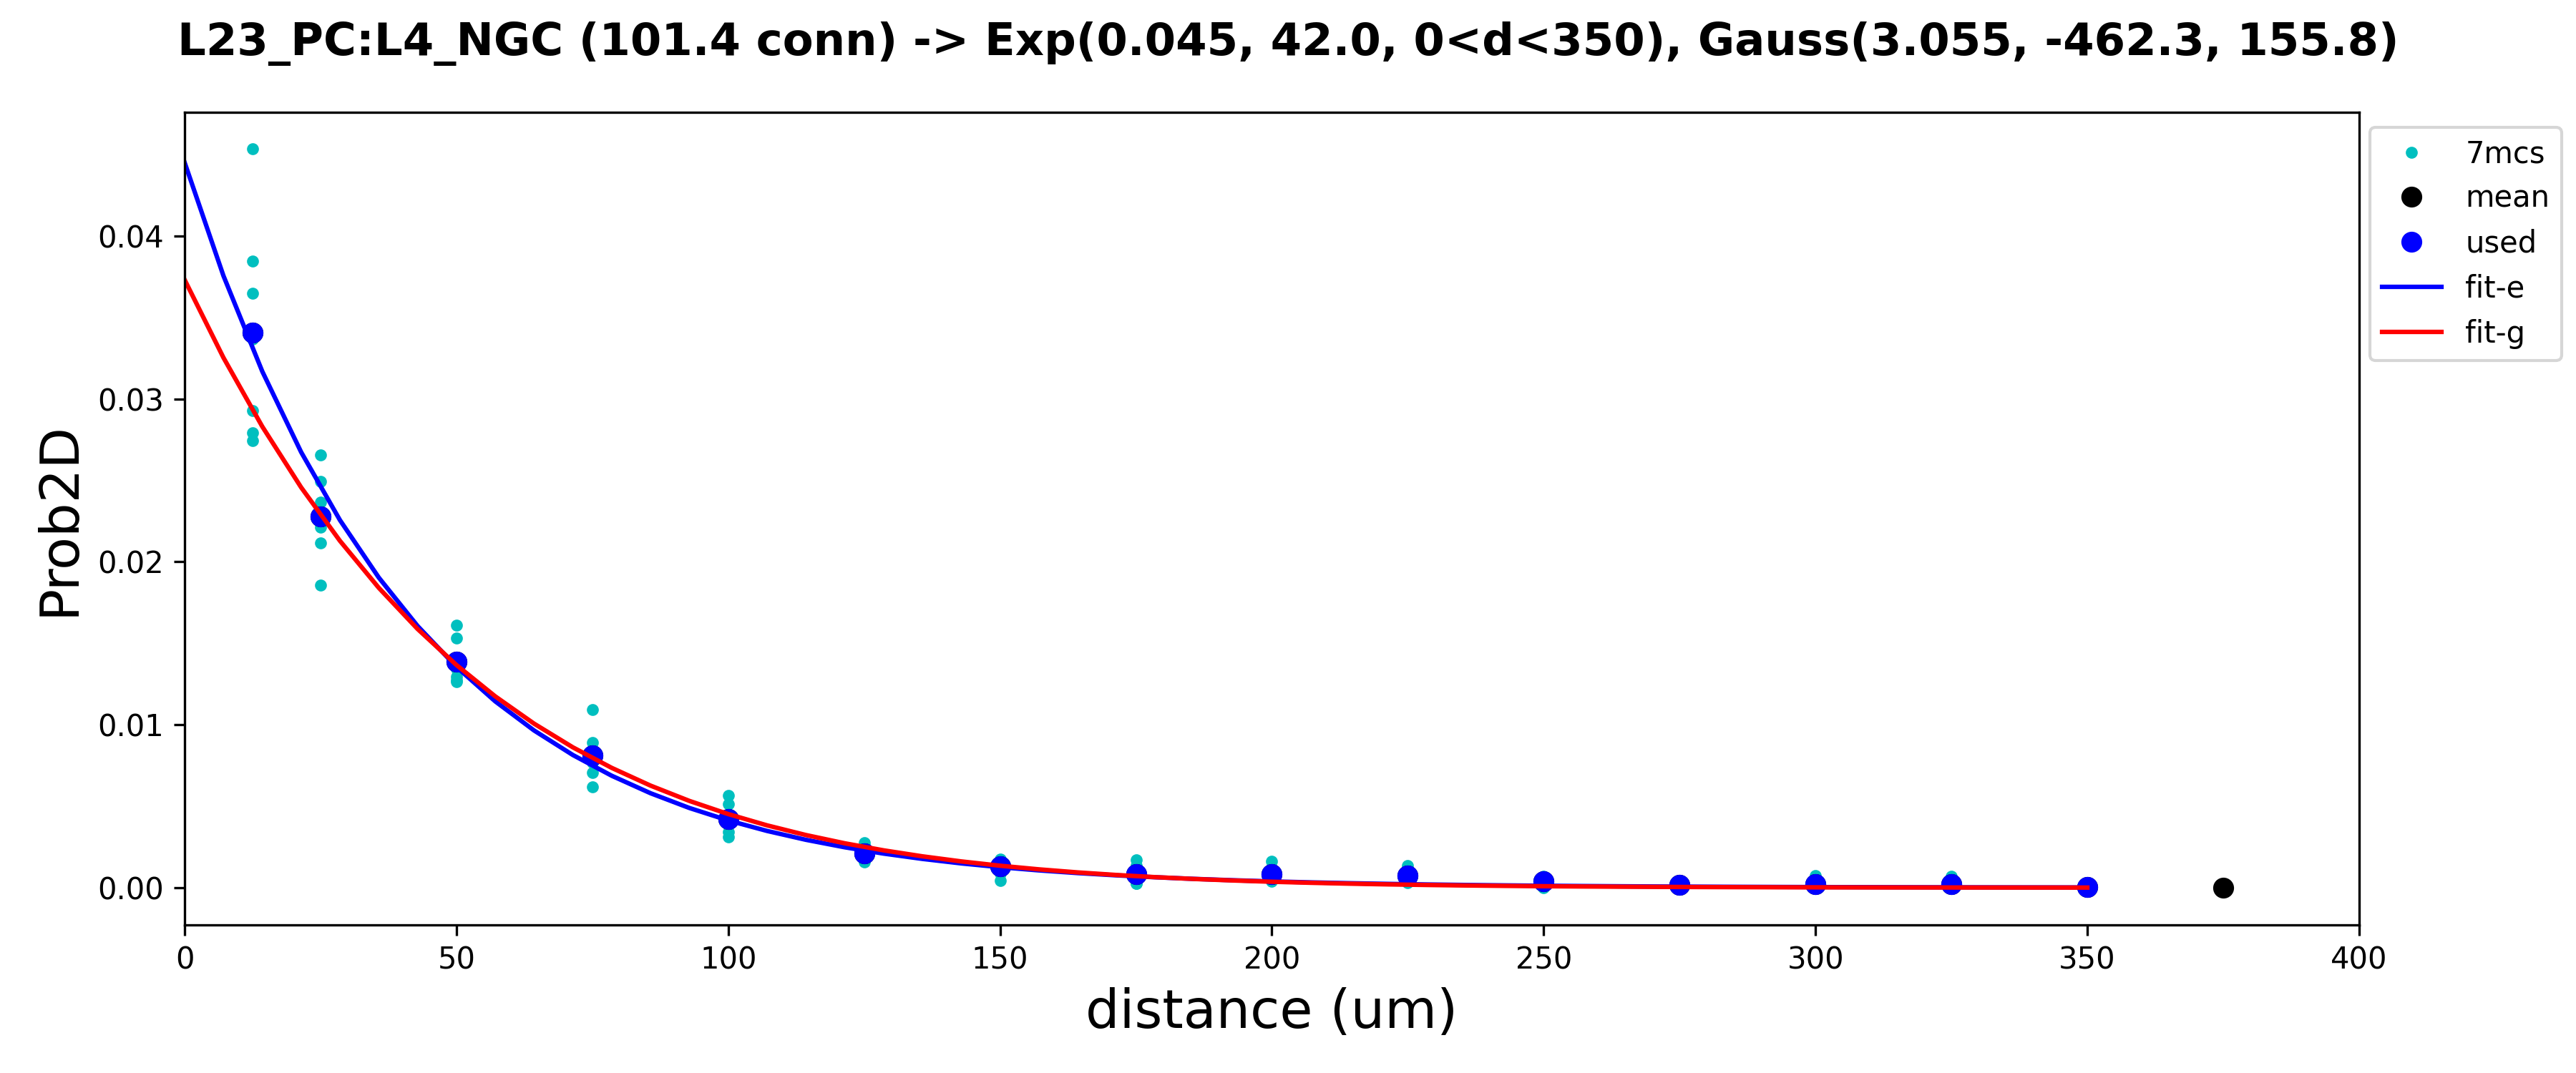 L23_PC:L4_NGC (101.4 conn) -> Exp(0.045, 42.0, 0<d<350), Gauss(3.055, -462.3, 155.8)
7mcs
mean
used
fit-e
fit-g
Prob2D
0.04
0.03
0.02
0.01
0.00
0 50 100 150 200 250 300 350 400
distance (um)